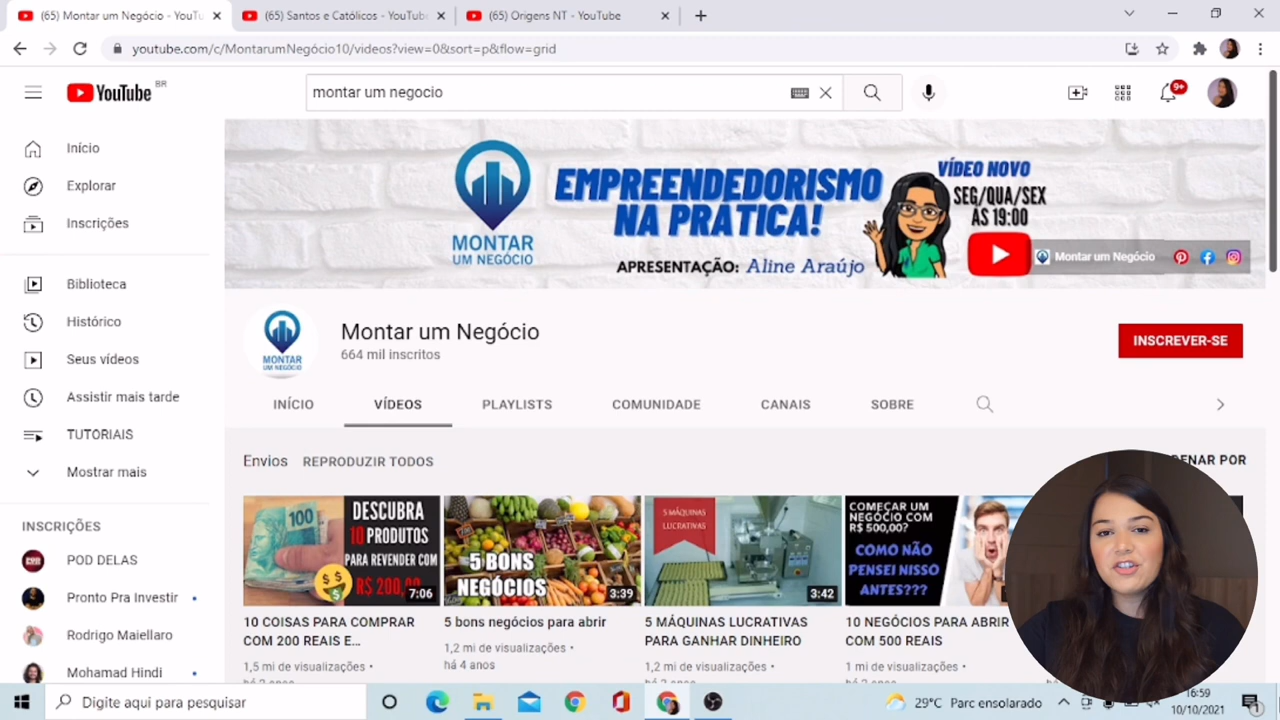 (65) Montar um Negócio - YouTube
(65) Santos e Católicos - YouTube
(65) Origens NT - YouTube
youtube.com/c/MontarumNegócio10/videos?view=0&sort=p&flow=grid
YouTube BR
montar um negocio
9+
Início
Explorar
Inscrições
Biblioteca
Histórico
Seus vídeos
Assistir mais tarde
TUTORIAIS
Mostrar mais
INSCRIÇÕES
POD DELAS
Pronto Pra Investir
Rodrigo Maiellaro
Mohamad Hindi
MONTAR
UM NEGÓCIO
EMPREENDEDORISMO
NA PRÁTICA!
APRESENTAÇÃO: Aline Araújo
VÍDEO NOVO
SEG/QUA/SEX
ÀS 19:00
Montar um Negócio
MONTAR
UM NEGÓCIO
Montar um Negócio
664 mil inscritos
INSCREVER-SE
INÍCIO
VÍDEOS
PLAYLISTS
COMUNIDADE
CANAIS
SOBRE
Envios
REPRODUZIR TODOS
POR
DESCUBRA
10 PRODUTOS
PARA REVENDER COM
R$ 200,00
7:06
10 COISAS PARA COMPRAR
COM 200 REAIS E...
1,5 mi de visualizações •
5 BONS
NEGÓCIOS
3:39
5 bons negócios para abrir
1,2 mi de visualizações •
há 4 anos
5 MÁQUINAS
LUCRATIVAS
3:42
5 MÁQUINAS LUCRATIVAS
PARA GANHAR DINHEIRO
1,2 mi de visualizações •
COMEÇAR UM
NEGÓCIO COM
R$ 500,00?
COMO NÃO
PENSEI NISSO
ANTES???
10 NEGÓCIOS PARA ABRIR
COM 500 REAIS
1 mi de visualizações •
Digite aqui para pesquisar
29°C Parc ensolarado
16:59
10/10/2021
1